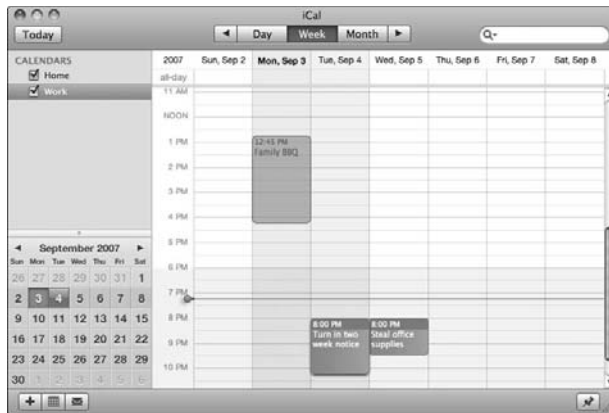 iCal
Today
Day Week Month
CALENDARS
Home
Work
2007 Sun, Sep 2 Mon, Sep 3 Tue, Sep 4 Wed, Sep 5 Thu, Sep 6 Fri, Sep 7 Sat, Sep 8
all-day
11 AM
NOON
1 PM
2 PM
3 PM
4 PM
5 PM
6 PM
7 PM
8 PM
9 PM
10 PM
12:45 PM
Family BBQ
8:00 PM
Turn in two
week notice
8:00 PM
Steal office
supplies
September 2007
Sun Mon Tue Wed Thu Fri Sat
26 27 28 29 30 31 1
2 3 4 5 6 7 8
9 10 11 12 13 14 15
16 17 18 19 20 21 22
23 24 25 26 27 28 29
30 1 2 3 4 5 6